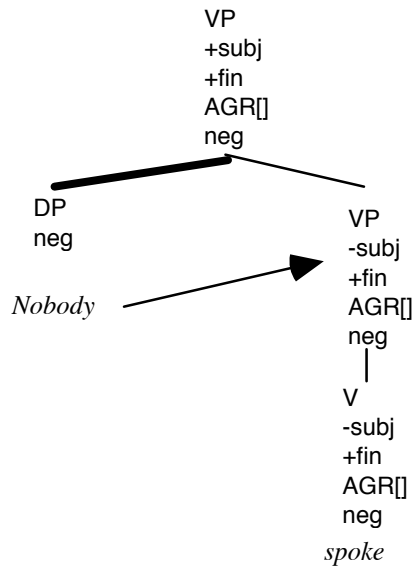 VP
+subj
+fin
AGR[]
neg
DP
neg
Nobody
VP
-subj
+fin
AGR[]
neg
V
-subj
+fin
AGR[]
neg
spoke